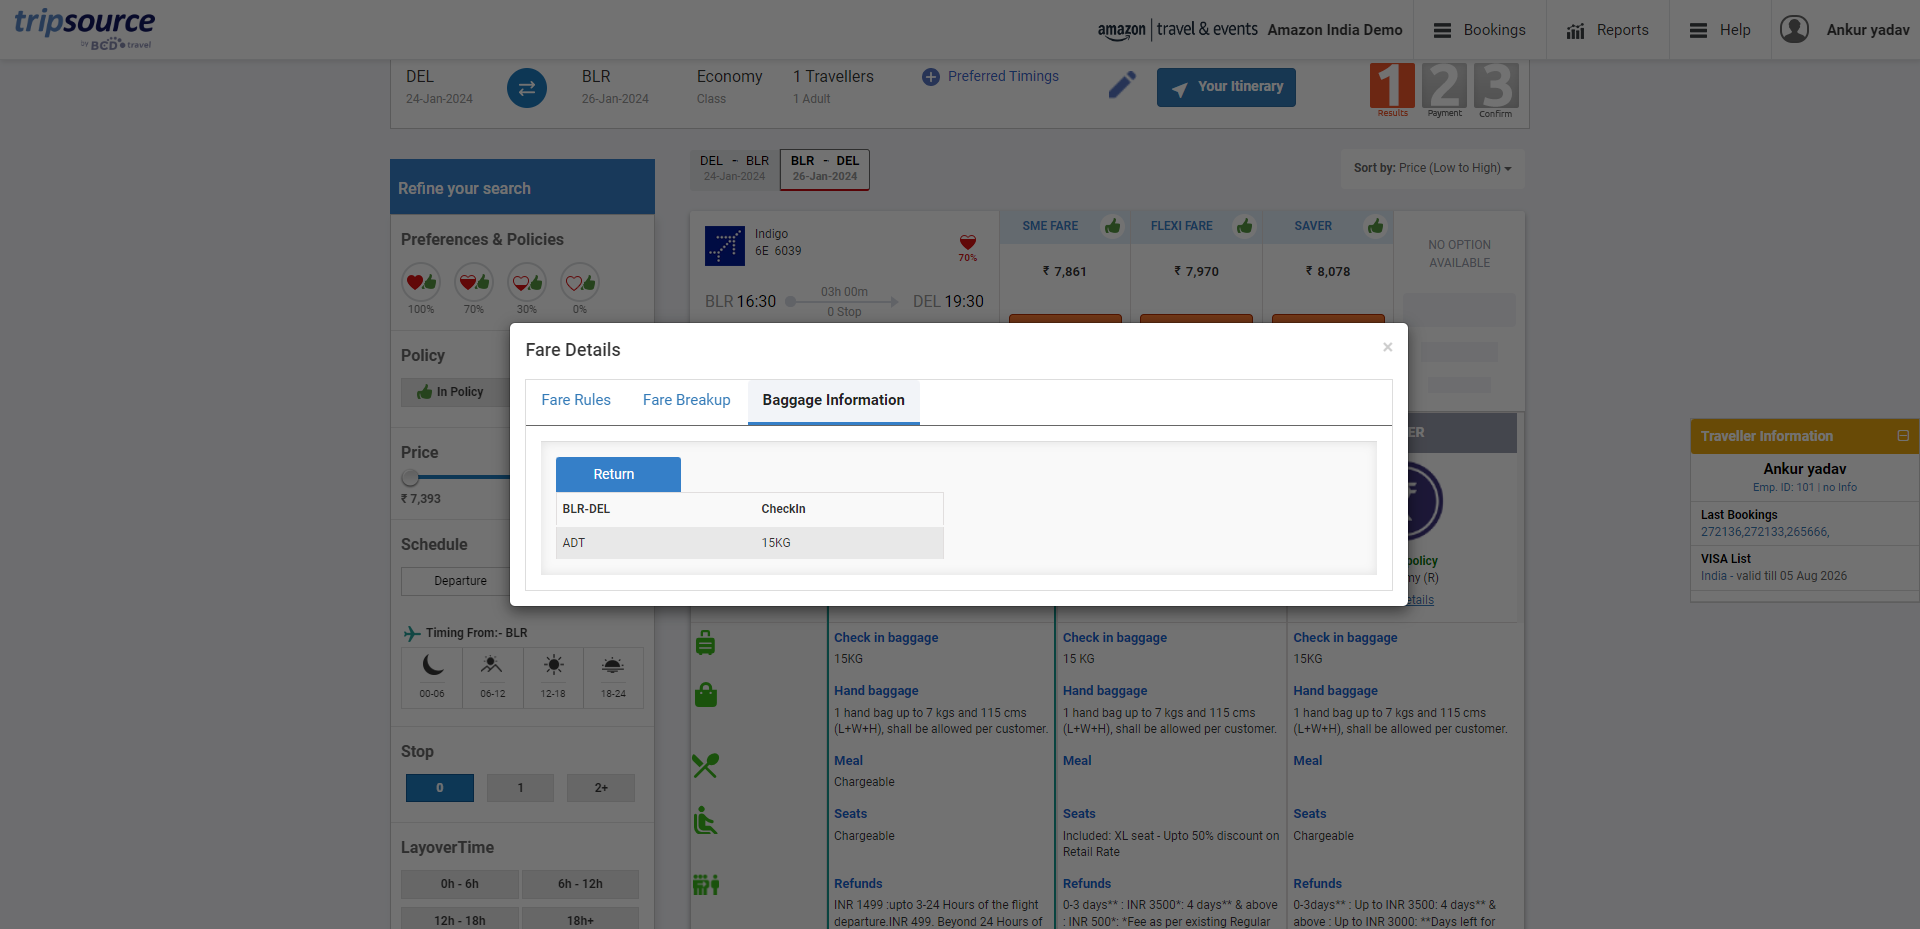 tripsource
by BCD travel
amazon | travel & events
Amazon India Demo
Bookings
Reports
Help
Ankur yadav
DEL
24-Jan-2024
BLR
26-Jan-2024
Economy
Class
1 Travellers
1 Adult
Preferred Timings
Your Itinerary
1
Results
2
Payment
3
Confirm
Refine your search
DEL - BLR
24-Jan-2024
BLR - DEL
26-Jan-2024
Sort by: Price (Low to High)
Preferences & Policies
100%
70%
30%
0%
Indigo
6E 6039
70%
BLR 16:30
03h 00m
0 Stop
DEL 19:30
SME FARE
₹ 7,861
FLEXI FARE
₹ 7,970
SAVER
₹ 8,078
NO OPTION
AVAILABLE
Policy
In Policy
Price
₹ 7,393
Schedule
Departure
Timing From:- BLR
00-06
06-12
12-18
18-24
Stop
0
1
2+
LayoverTime
0h - 6h
6h - 12h
12h - 18h
18h+
Fare Details
×
Fare Rules
Fare Breakup
Baggage Information
Return
BLR-DEL
CheckIn
ADT
15KG
ER
policy
my (R)
etails
Check in baggage
15KG
Hand baggage
1 hand bag up to 7 kgs and 115 cms
(L+W+H), shall be allowed per customer.
Meal
Chargeable
Seats
Chargeable
Refunds
INR 1499 :upto 3-24 Hours of the flight
departure.INR 499. Beyond 24 Hours of
Check in baggage
15 KG
Hand baggage
1 hand bag up to 7 kgs and 115 cms
(L+W+H), shall be allowed per customer.
Meal
Seats
Included: XL seat - Upto 50% discount on
Retail Rate
Refunds
0-3 days** : INR 3500*: 4 days** & above
: INR 500*: *Fee as per existing Regular
Check in baggage
15KG
Hand baggage
1 hand bag up to 7 kgs and 115 cms
(L+W+H), shall be allowed per customer.
Meal
Seats
Chargeable
Refunds
0-3days** : Up to INR 3500: 4 days** &
above : Up to INR 3000: **Days left for
Traveller Information
Ankur yadav
Emp. ID: 101 | no Info
Last Bookings
272136,272133,265666,
VISA List
India - valid till 05 Aug 2026